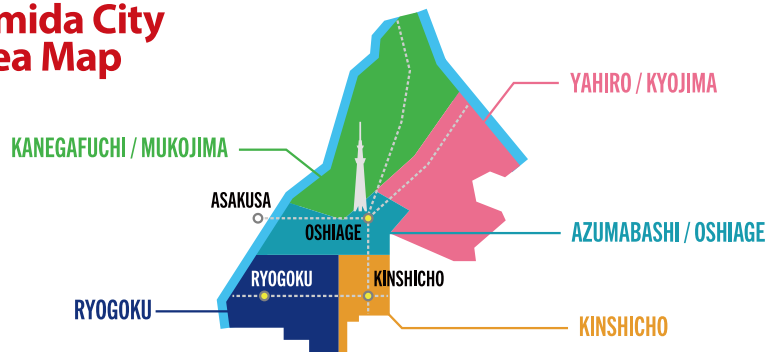 mida City
ea Map
YAHIRO / KYOJIMA
KANEGAFUCHI / MUKOJIMA
ASAKUSA
OSHIAGE
AZUMABASHI / OSHIAGE
RYOGOKU
KINSHICHO
RYOGOKU
KINSHICHO